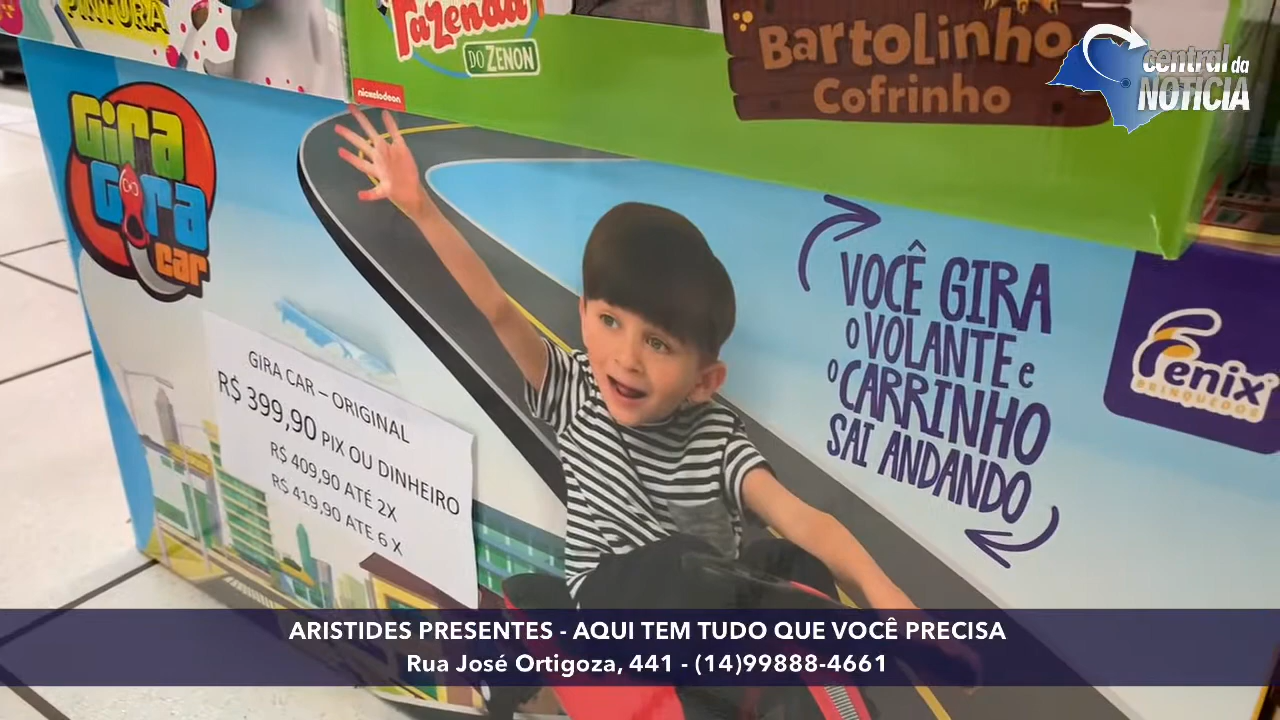 PINTURA
Fazenda
DO ZENON
nickelodeon
BartoLinho
Cofrinho
central da
NOTÍCIA
Gira
Gira
car
VOCÊ GIRA
O VOLANTE e
O CARRINHO
SAI ANDANDO
Fenix
BRINQUEDOS
GIRA CAR – ORIGINAL
R$ 399,90 PIX OU DINHEIRO
R$ 409,90 ATÉ 2X
R$ 419,90 ATE 6 X
ARISTIDES PRESENTES - AQUI TEM TUDO QUE VOCÊ PRECISA
Rua José Ortigoza, 441 - (14)99888-4661